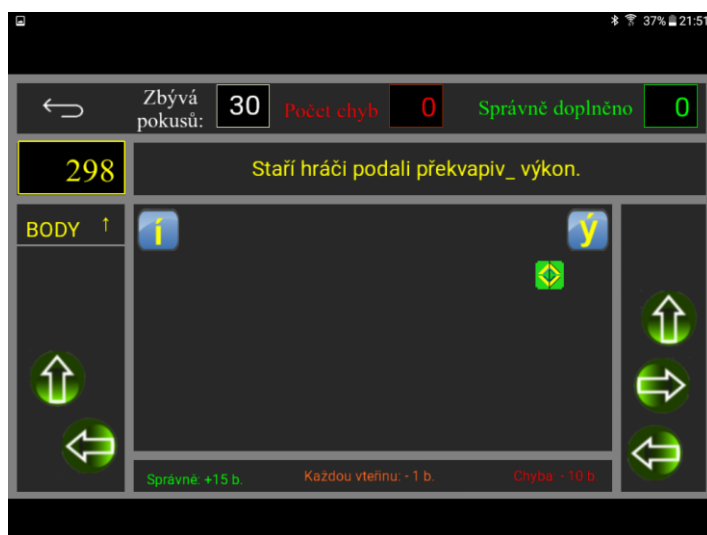 37% 21:51
Zbývá
pokusů: 30 Počet chyb 0 Správně doplněno 0
298 Staří hráči podali překvapiv_ výkon.
BODY ↑ í ý
Správně: +15 b. Každou vteřinu: - 1 b. Chyba: - 10 b.